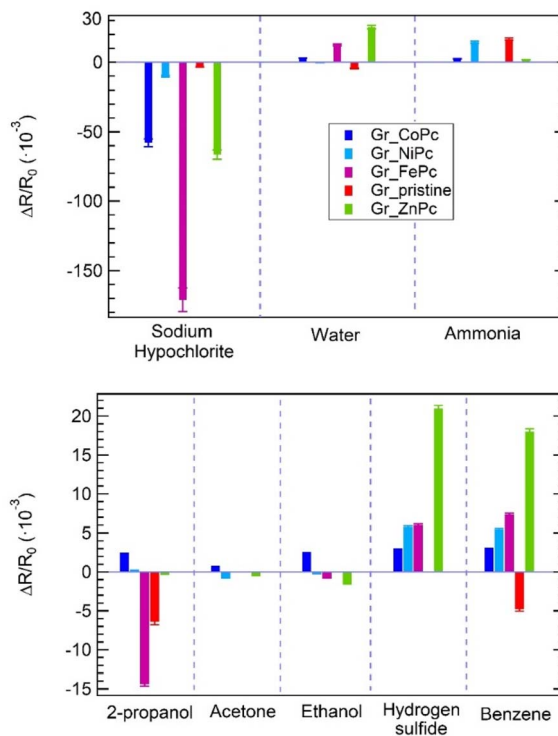 30
0
-50
-100
-150
ΔR/R₀ (·10⁻³)
Gr_CoPc
Gr_NiPc
Gr_FePc
Gr_pristine
Gr_ZnPc
Sodium Hypochlorite
Water
Ammonia
20
15
10
5
0
-5
-10
-15
ΔR/R₀ (·10⁻³)
2-propanol
Acetone
Ethanol
Hydrogen sulfide
Benzene